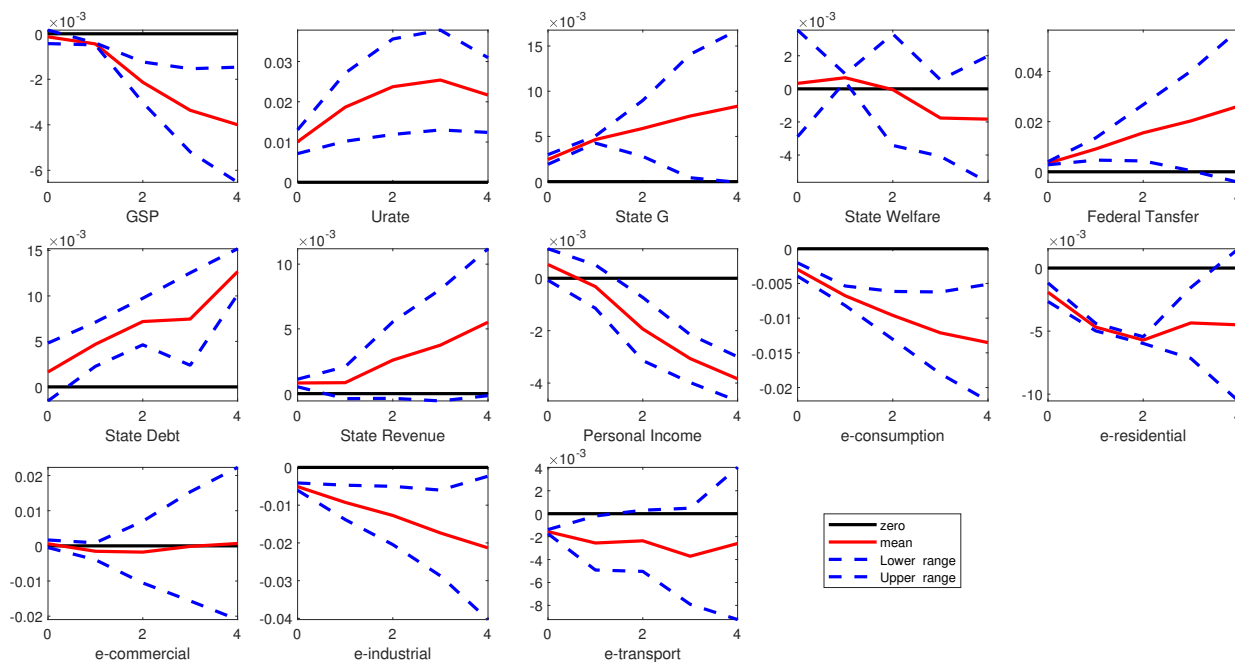 ×10⁻³
0
-2
-4
-6
0 2 4
GSP
0.03
0.02
0.01
0
0 2 4
Urate
×10⁻³
15
10
5
0
0 2 4
State G
×10⁻³
2
0
-2
-4
0 2 4
State Welfare
0.04
0.02
0
0 2 4
Federal Tansfer
×10⁻³
15
10
5
0
0 2 4
State Debt
×10⁻³
10
5
0
0 2 4
State Revenue
×10⁻³
0
-2
-4
0 2 4
Personal Income
0
-0.005
-0.01
-0.015
-0.02
0 2 4
e-consumption
×10⁻³
0
-5
-10
0 2 4
e-residential
0.02
0.01
0
-0.01
-0.02
0 2 4
e-commercial
0
-0.01
-0.02
-0.03
-0.04
0 2 4
e-industrial
×10⁻³
4
2
0
-2
-4
-6
-8
0 2 4
e-transport
zero
mean
Lower range
Upper range